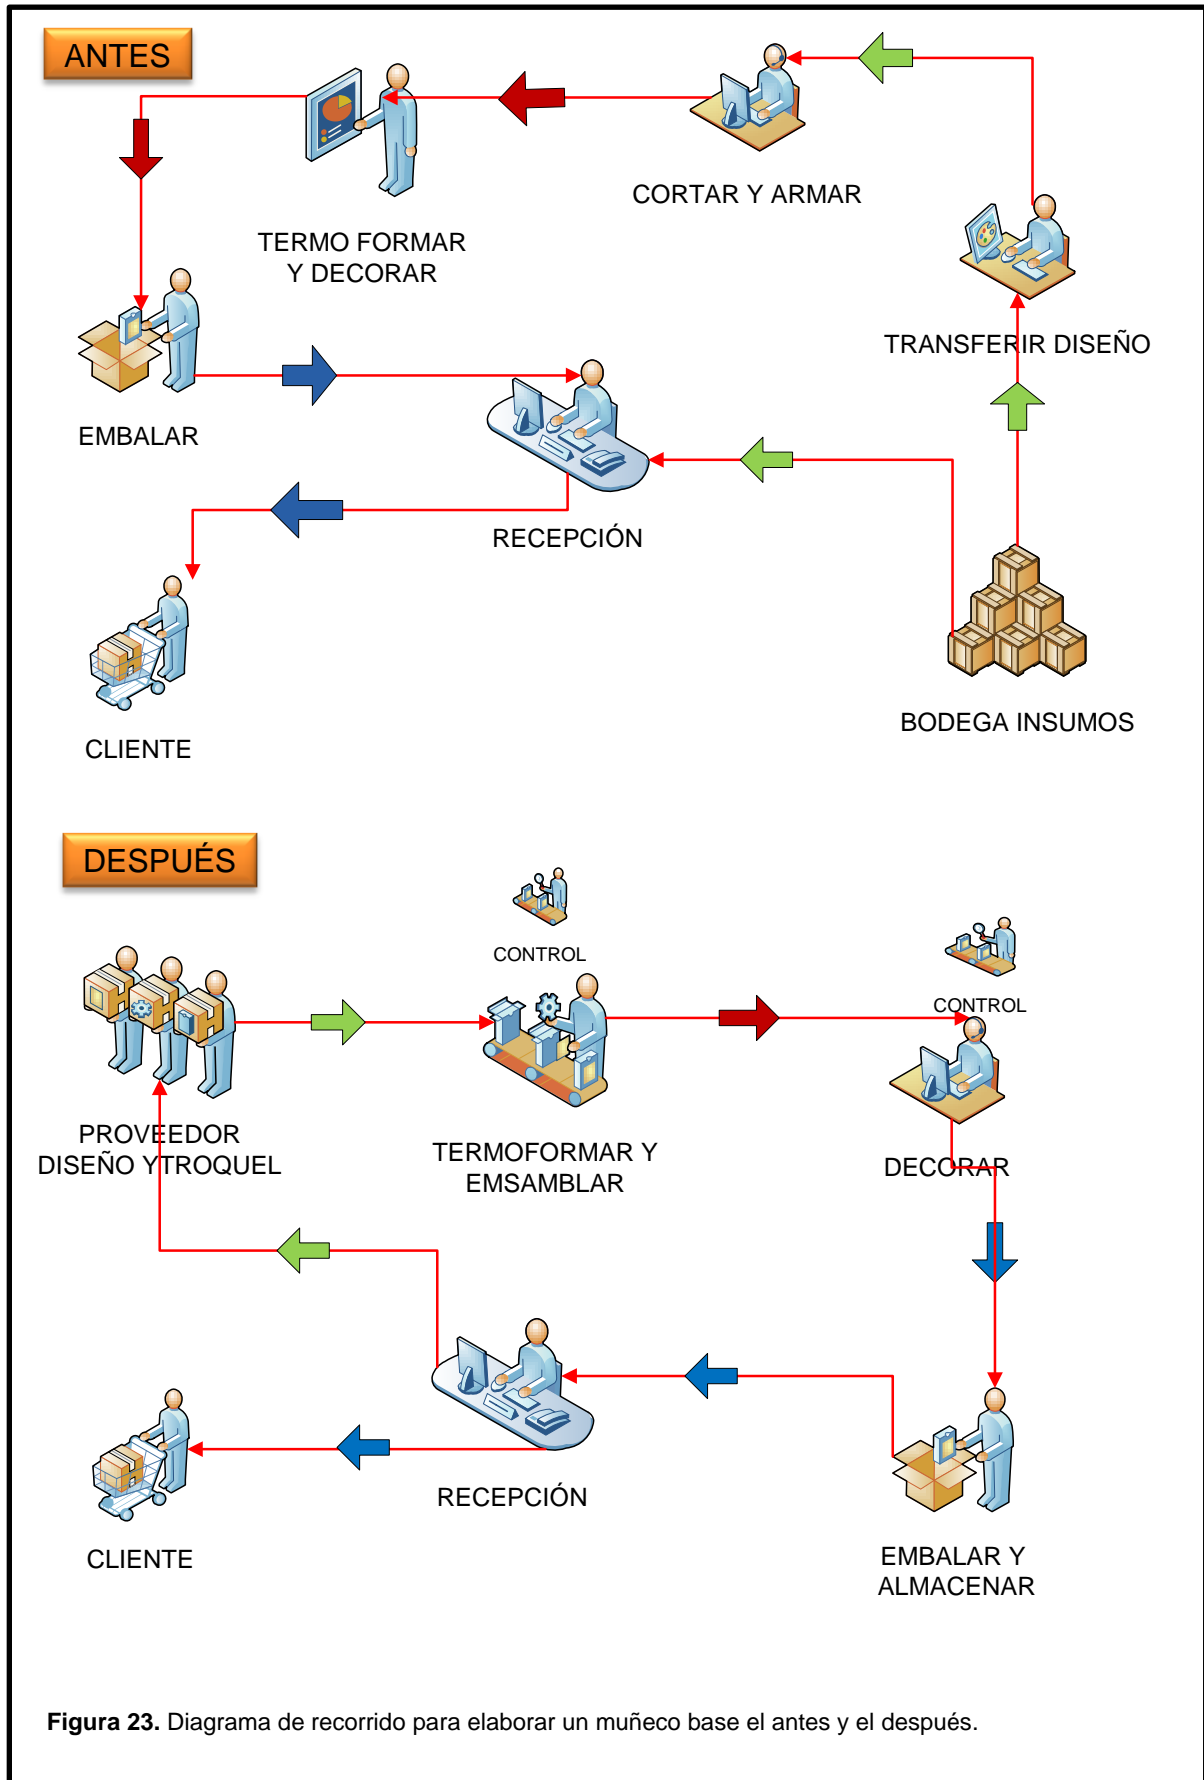 ANTES
CORTAR Y ARMAR
TERMO FORMAR
Y DECORAR
TRANSFERIR DISEÑO
EMBALAR
RECEPCIÓN
BODEGA INSUMOS
CLIENTE
DESPUÉS
CONTROL
CONTROL
PROVEEDOR
DISEÑO YTROQUEL
TERMOFORMAR Y
EMSAMBLAR
DECORAR
RECEPCIÓN
CLIENTE
EMBALAR Y
ALMACENAR
Figura 23. Diagrama de recorrido para elaborar un muñeco base el antes y el después.